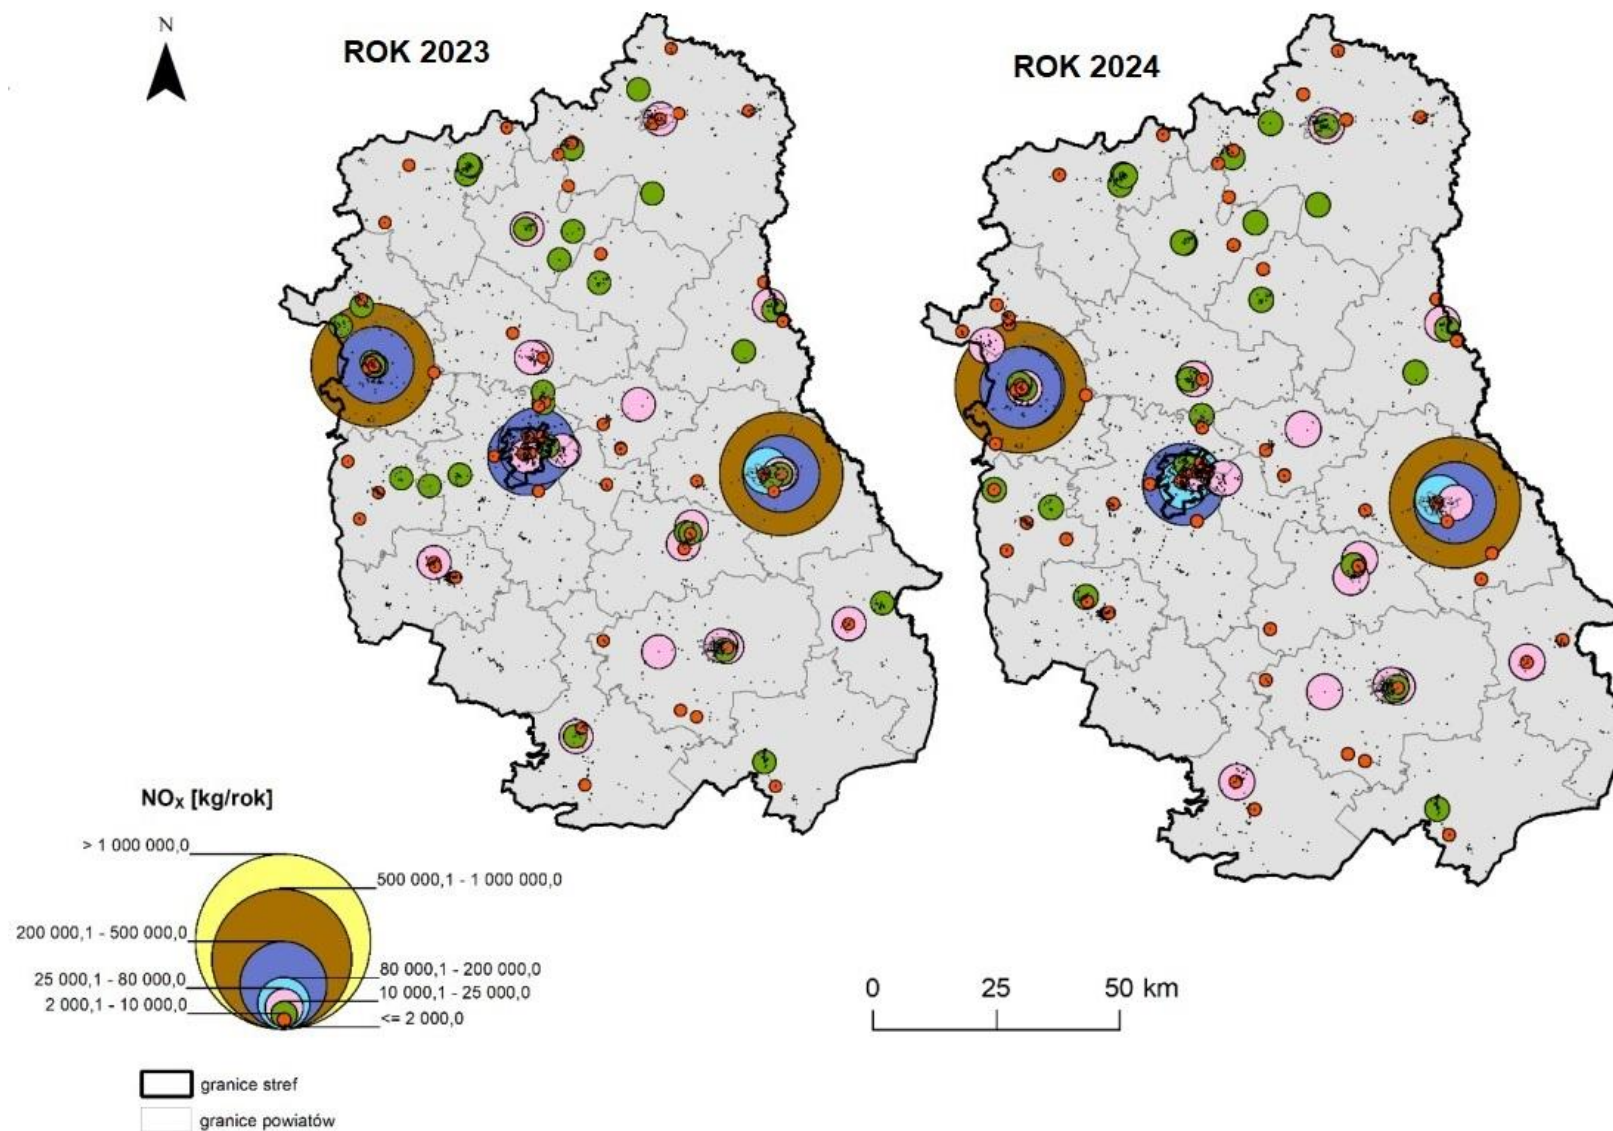 N
ROK 2023
ROK 2024
NOx [kg/rok]
> 1 000 000,0
500 000,1 - 1 000 000,0
200 000,1 - 500 000,0
80 000,1 - 200 000,0
25 000,1 - 80 000,0
10 000,1 - 25 000,0
2 000,1 - 10 000,0
<= 2 000,0
0 25 50 km
granice stref
granice powiatów